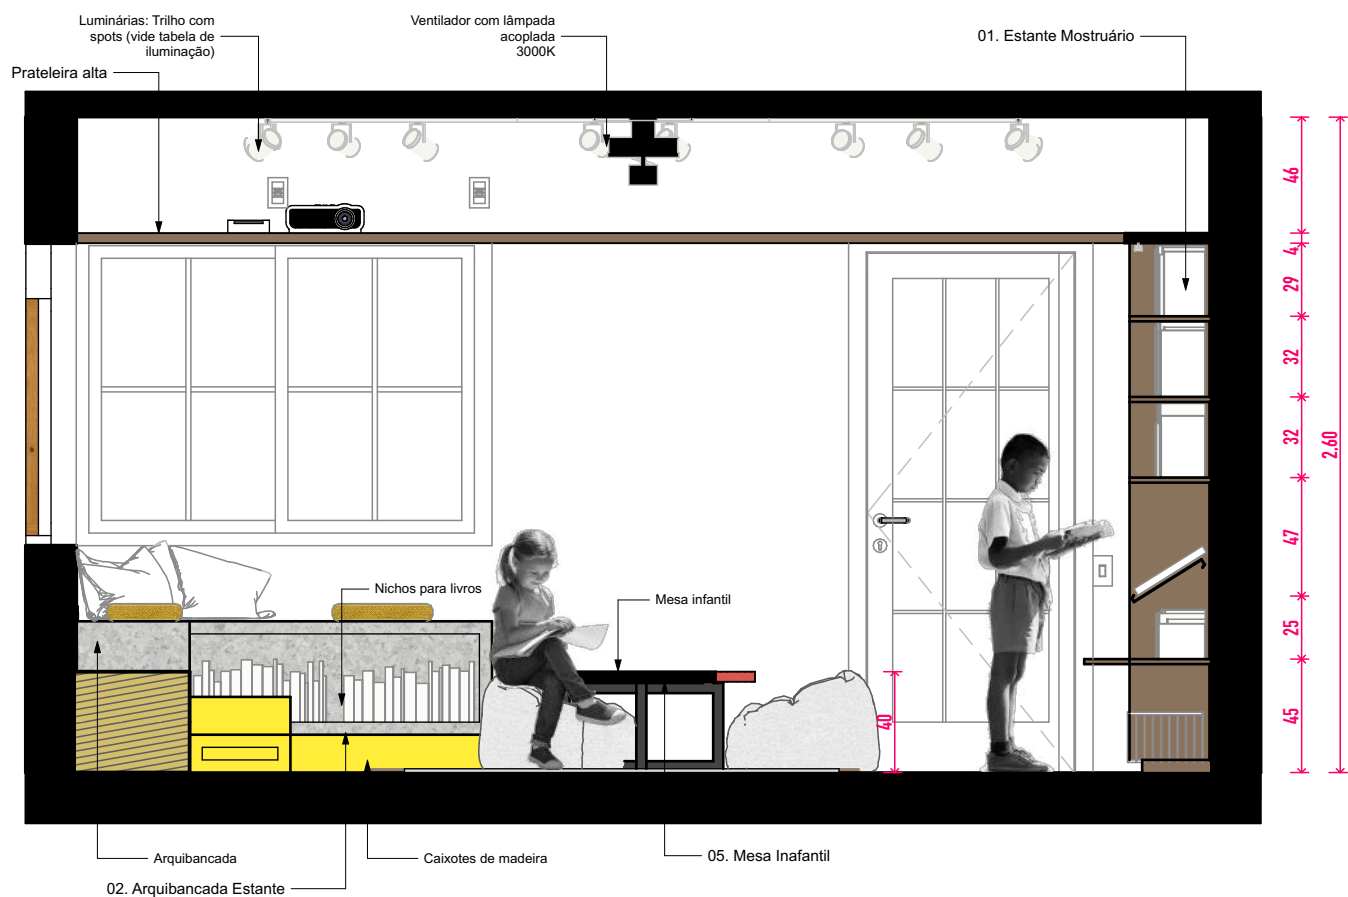 Luminárias: Trilho com
spots (vide tabela de
iluminação)
Ventilador com lâmpada
acoplada
3000K
01. Estante Mostruário
Prateleira alta
46
4
29
32
32
2,60
47
25
45
40
Nichos para livros
Mesa infantil
Arquibancada
Caixotes de madeira
05. Mesa Inafantil
02. Arquibancada Estante